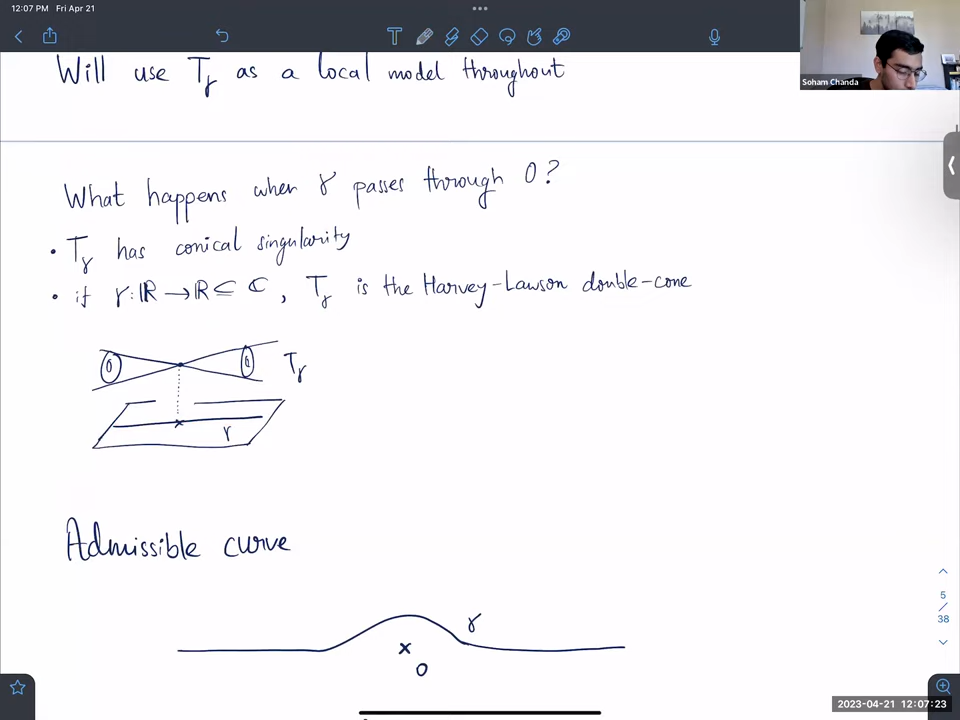 12:07 PM Fri Apr 21
Soham Chanda
Will use T_γ as a local model throughout
What happens when γ passes through 0?
• T_γ has conical singularity
• if γ: ℝ → ℝ ⊆ ℂ, T_γ is the Harvey-Lawson double-cone
T_γ
γ
Admissible curve
γ
x
0
5
/
38
2023-04-21 12:07:23